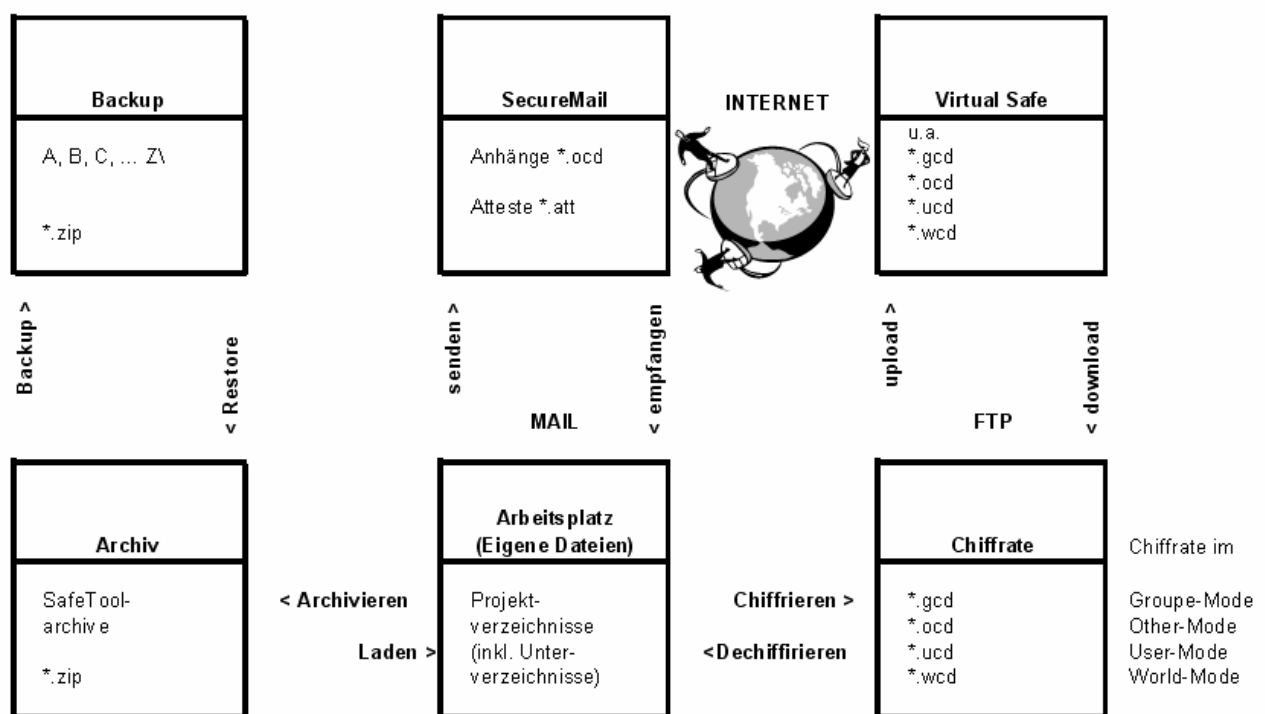 Backup
A, B, C, ... Z\
*.zip
SecureMail
Anhänge *.ocd
Atteste *.att
INTERNET
Virtual Safe
u.a.
*.gcd
*.ocd
*.ucd
*.wcd
Backup >
< Restore
senden >
< empfangen
MAIL
upload >
< download
FTP
Archiv
SafeTool-
archive
*.zip
< Archivieren
Laden >
Arbeitsplatz
(Eigene Dateien)
Projekt-
verzeichnisse
(inkl. Unter-
verzeichnisse)
Chiffrieren >
<Dechiffirieren
Chiffrate
*.gcd
*.ocd
*.ucd
*.wcd
Chiffrate im
Groupe-Mode
Other-Mode
User-Mode
World-Mode